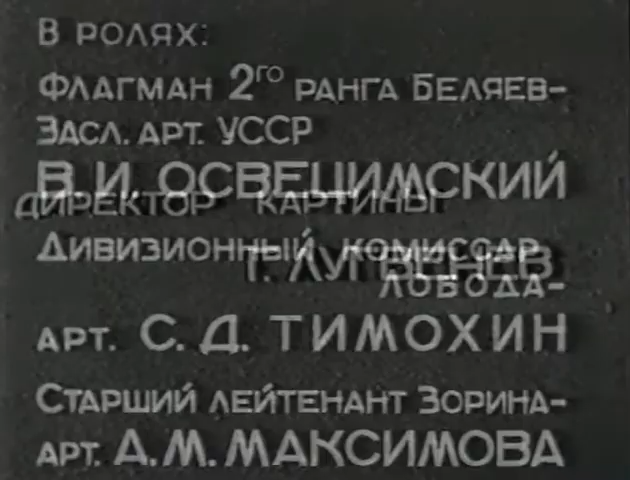 В РОЛЯХ:
ФЛАГМАН 2ГО РАНГА БЕЛЯЕВ-
ЗАСЛ. АРТ. УССР
В. И. ОСВЕЦИМСКИЙ
ДИРЕКТОР КАРТИНЫ
ДИВИЗИОННЫЙ КОМИССАР
Г.
ЛОБОДА-
АРТ. С. Д. ТИМОХИН
СТАРШИЙ ЛЕЙТЕНАНТ ЗОРИНА-
АРТ. А. М. МАКСИМОВА